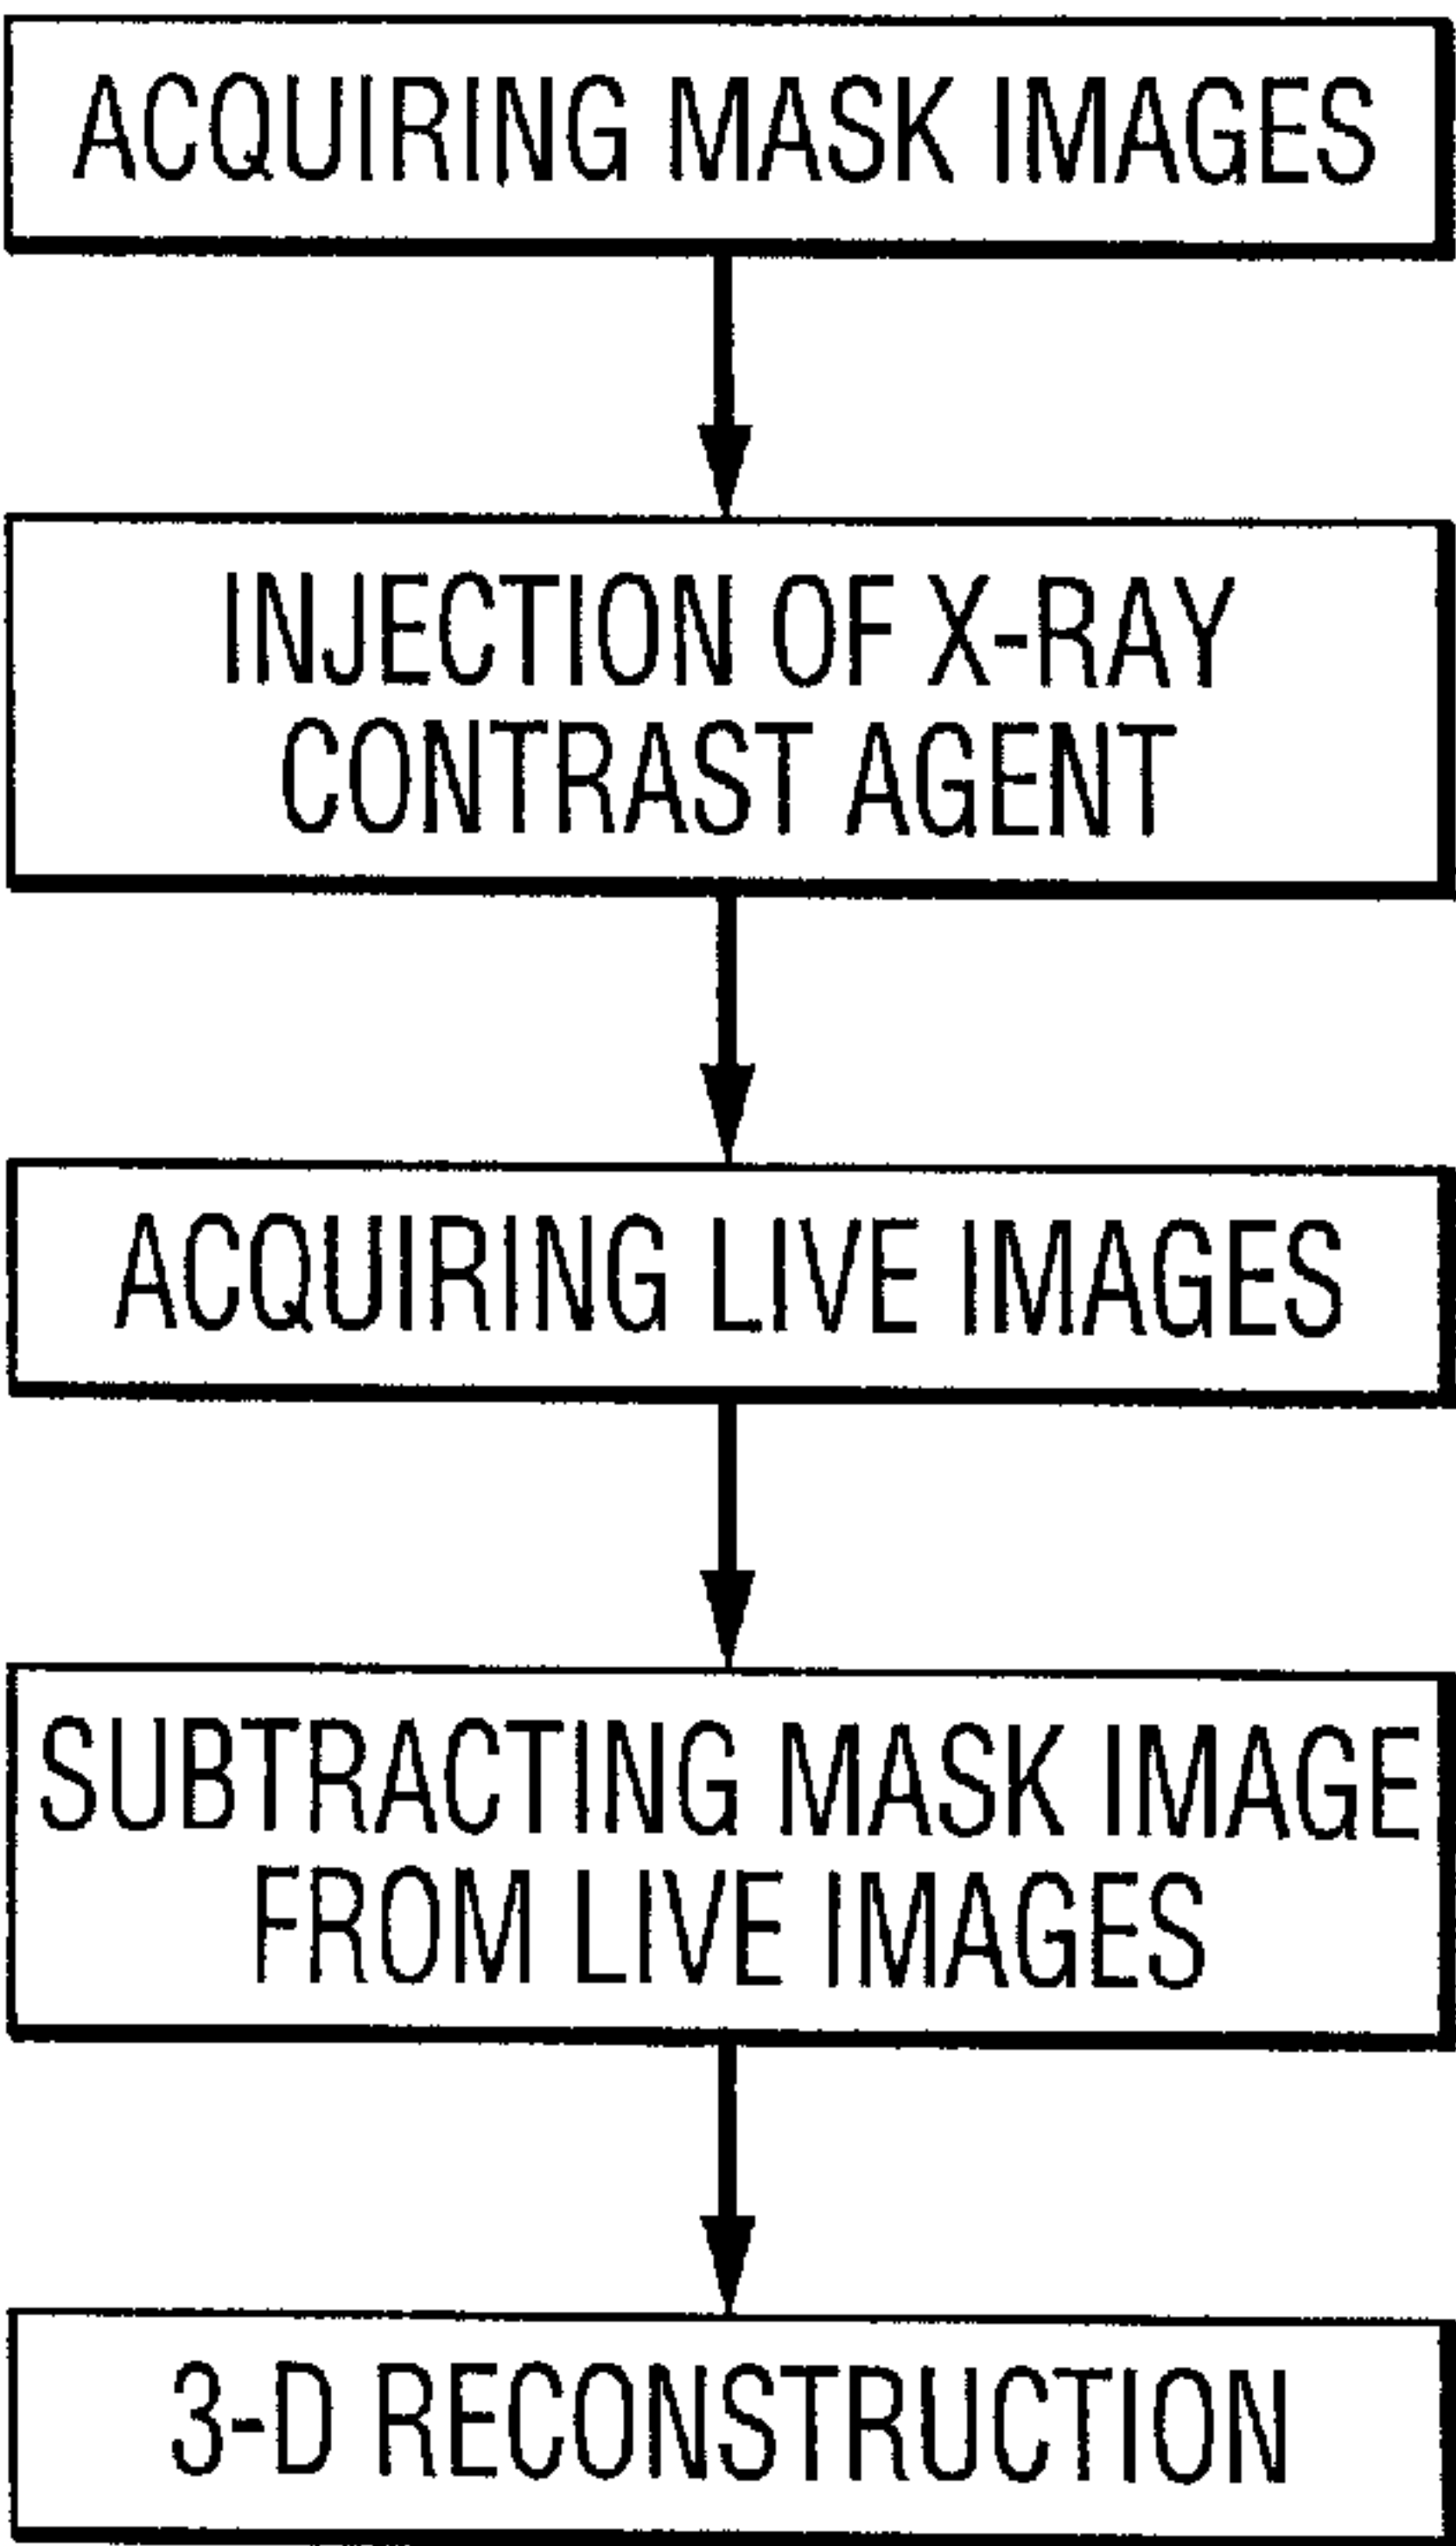 ACQUIRING MASK IMAGES
INJECTION OF X-RAY
CONTRAST AGENT
ACQUIRING LIVE IMAGES
SUBTRACTING MASK IMAGE
FROM LIVE IMAGES
3-D RECONSTRUCTION